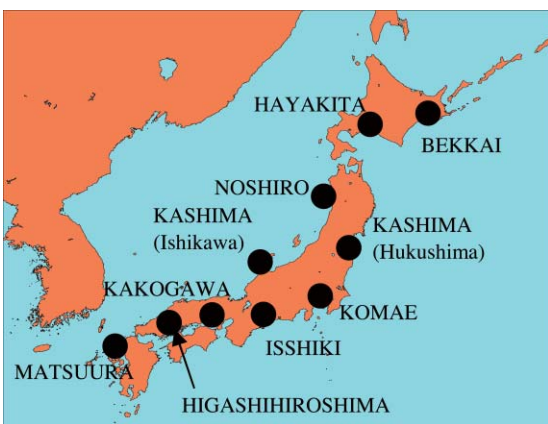 HAYAKITA
BEKKAI
NOSHIRO
KASHIMA
(Ishikawa)
KASHIMA
(Hukushima)
KAKOGAWA
KOMAE
ISSHIKI
MATSUURA
HIGASHIHIROSHIMA